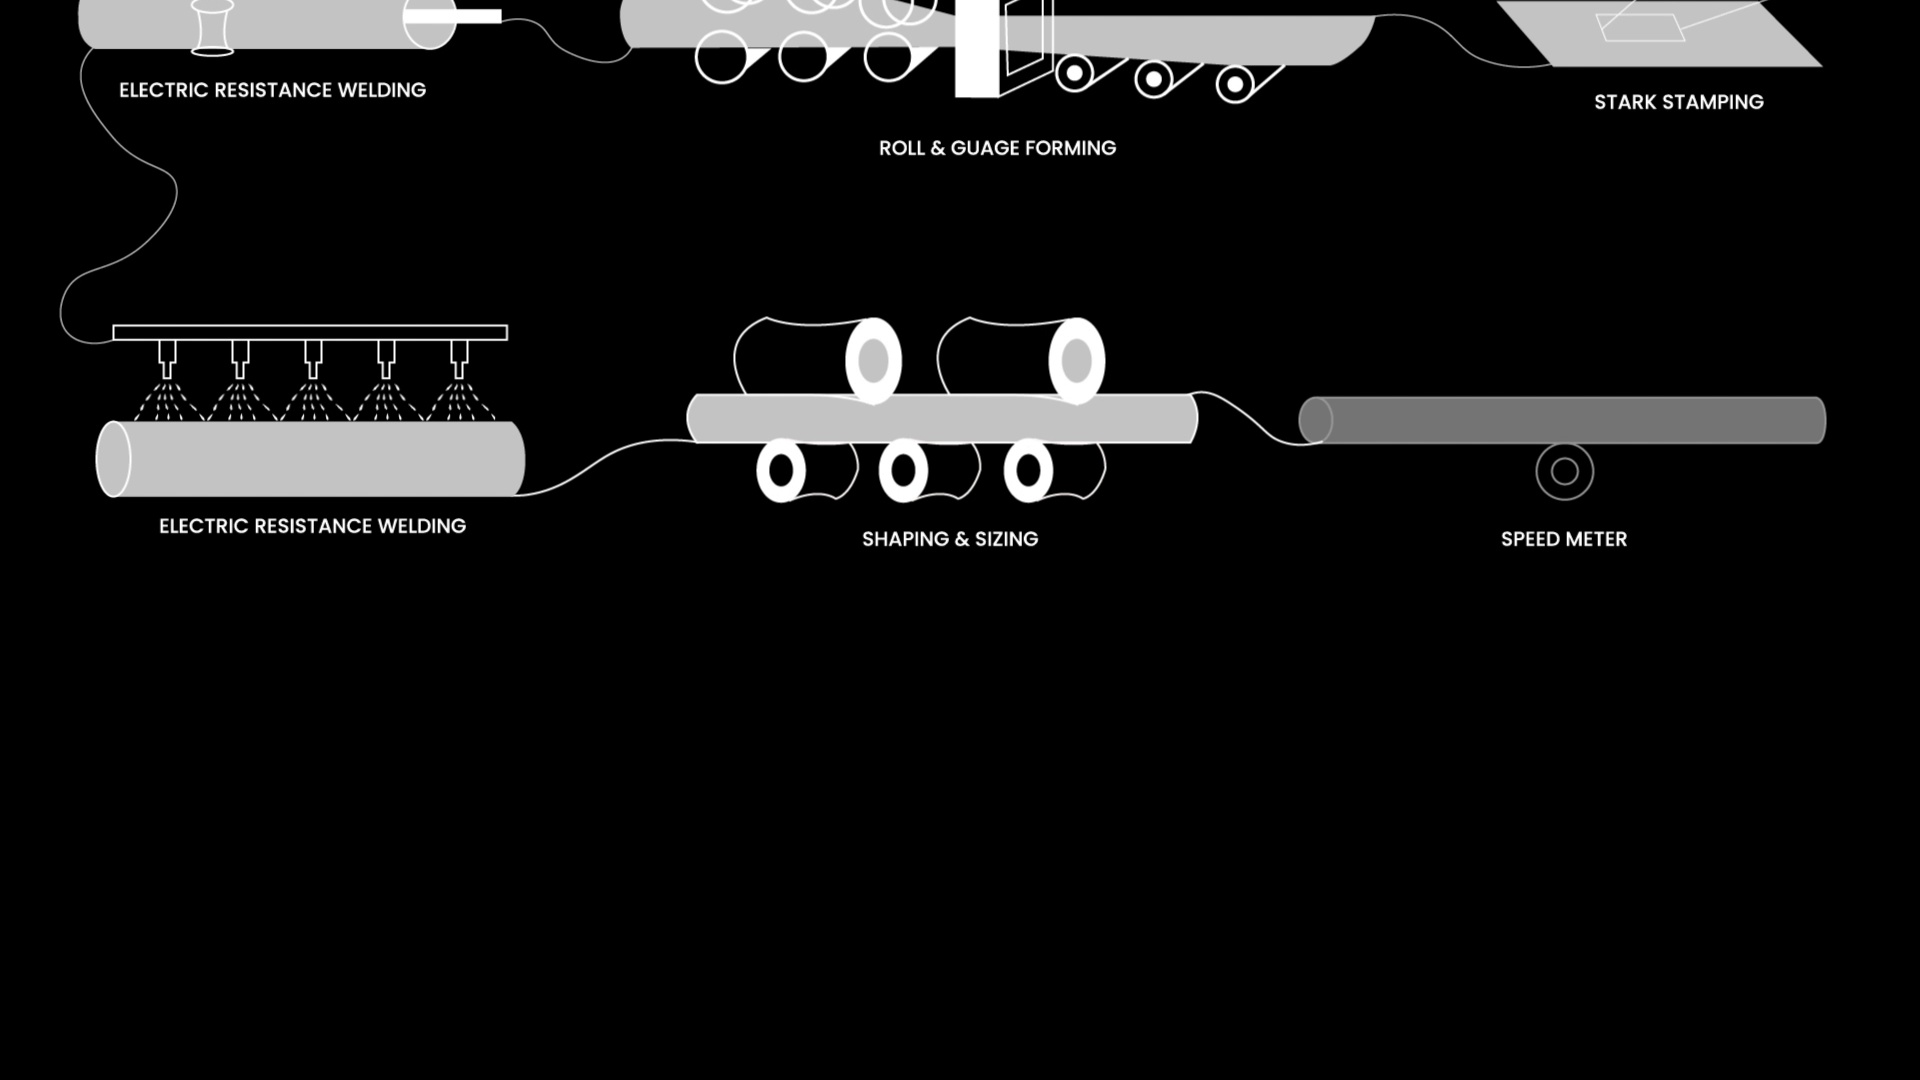 ELECTRIC RESISTANCE WELDING
STARK STAMPING
ROLL & GUAGE FORMING
ELECTRIC RESISTANCE WELDING
SHAPING & SIZING
SPEED METER